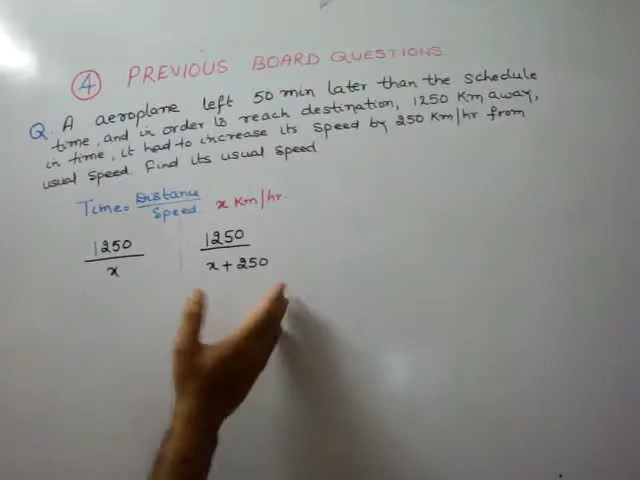 4 PREVIOUS BOARD QUESTIONS
Q. A aeroplane left 50 min later than the schedule
time, and in order to reach destination, 1250 Km away,
in time, it had to increase its speed by 250 Km/hr from
usual speed. Find its usual speed
Time = Distance / Speed x Km/hr.
1250 / x 1250 / x + 250